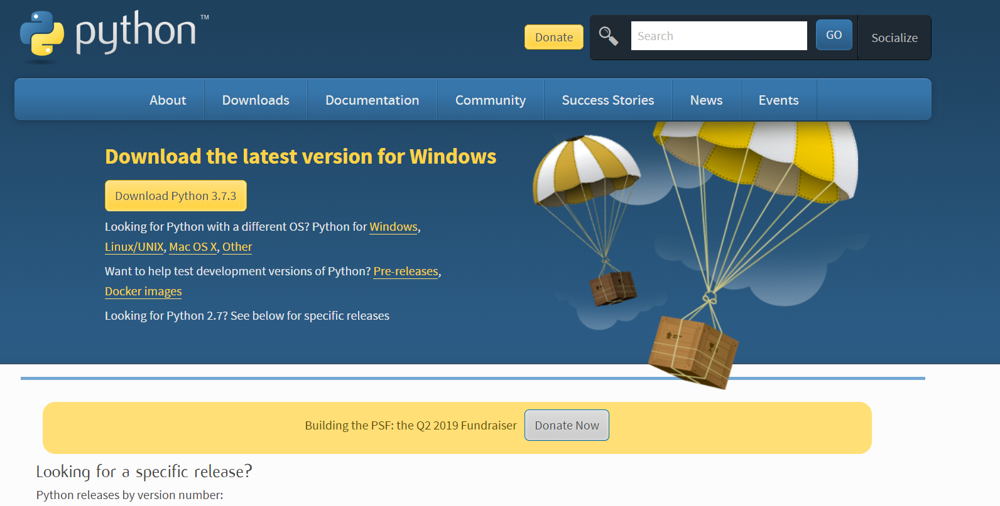 python™
Donate
Search
GO
Socialize
About
Downloads
Documentation
Community
Success Stories
News
Events
Download the latest version for Windows
Download Python 3.7.3
Looking for Python with a different OS? Python for Windows,
Linux/UNIX, Mac OS X, Other
Want to help test development versions of Python? Pre-releases,
Docker images
Looking for Python 2.7? See below for specific releases
Building the PSF: the Q2 2019 Fundraiser
Donate Now
Looking for a specific release?
Python releases by version number: